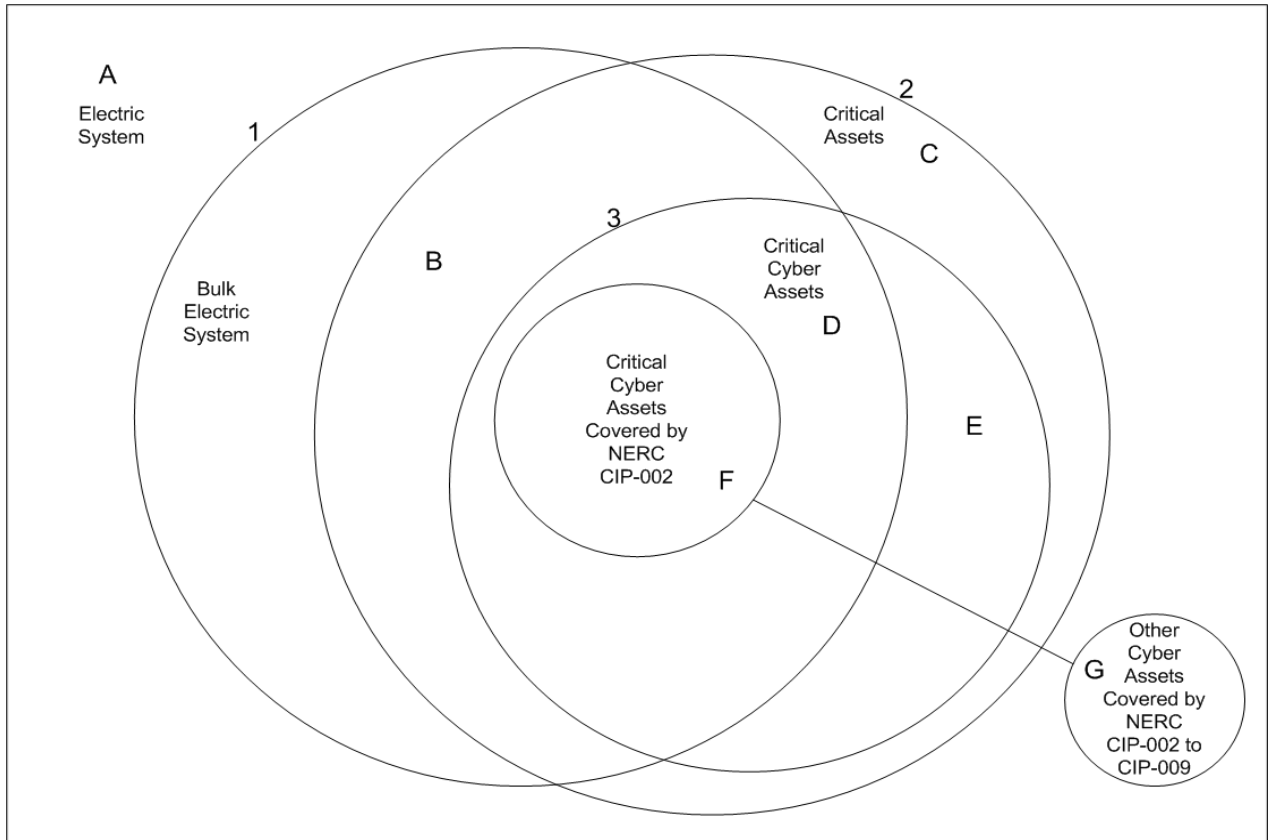 A
Electric
System
1
2
Critical
Assets
C
3
B
Critical
Cyber
Assets
D
Bulk
Electric
System
Critical
Cyber
Assets
Covered by
NERC
CIP-002
F
E
G
Other
Cyber
Assets
Covered by
NERC
CIP-002 to
CIP-009